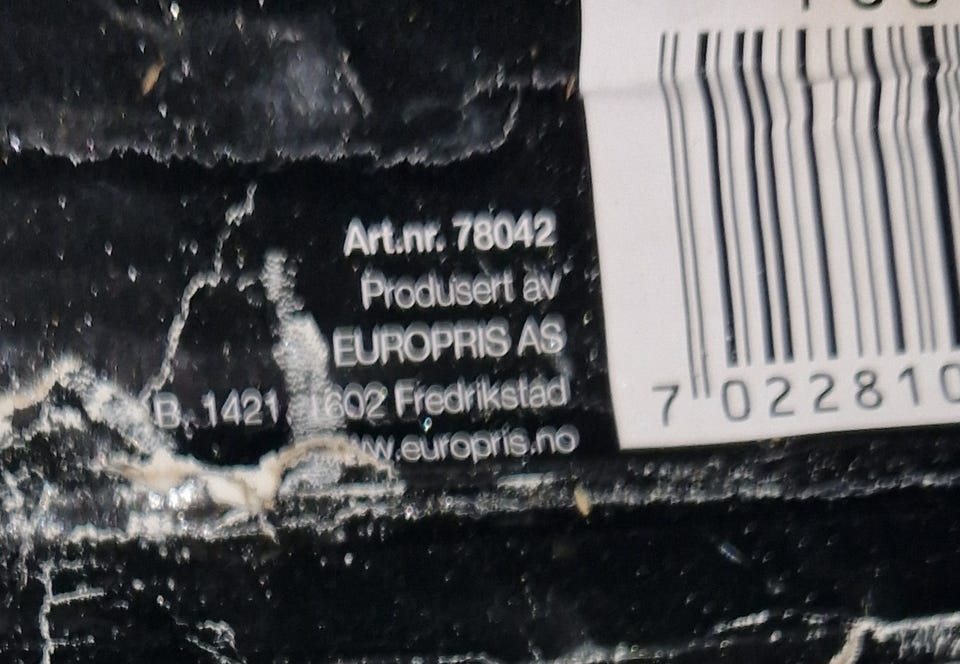 Art.nr. 78042
Produsert av
EUROPRIS AS
B. 1421 1602 Fredrikstad
www.europris.no
7 022810